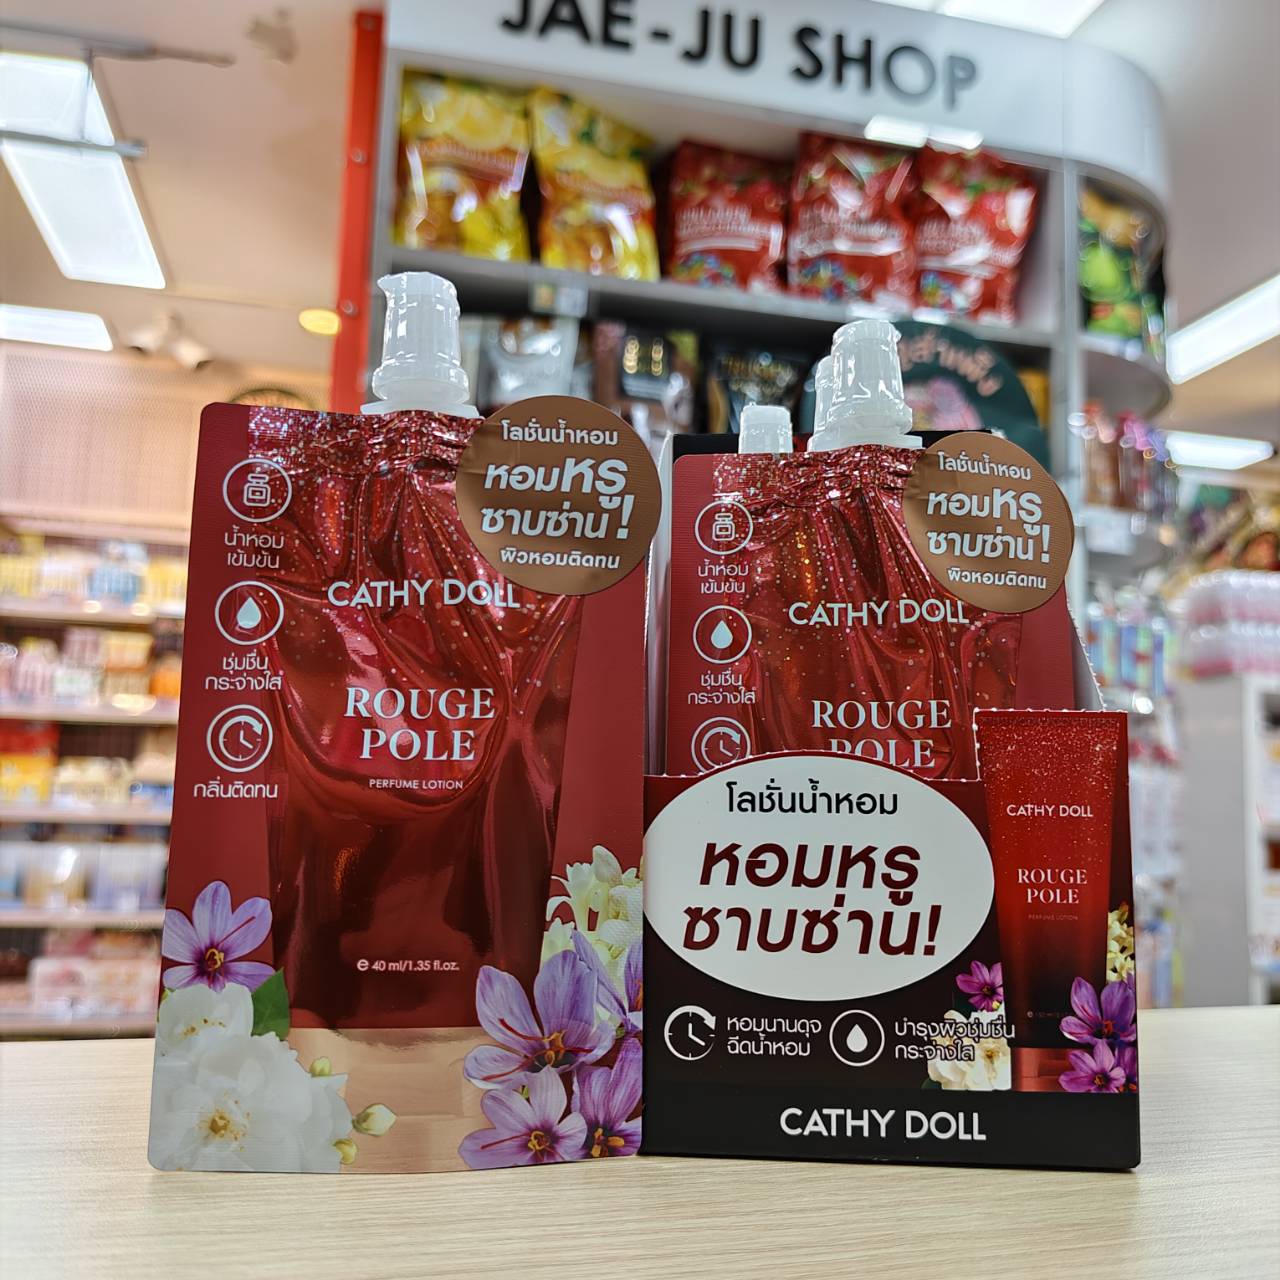 JAE-JU SHOP
โลชั่นน้ำหอม
หอมหรู
ซาบซ่าน!
ผิวหอมติดทน
น้ำหอม
เข้มข้น
CATHY DOLL
ชุ่มชื่น
กระจ่างใส
ROUGE
POLE
PERFUME LOTION
กลิ่นติดทน
e 40 ml/1.35 fl.oz.
โลชั่นน้ำหอม
หอมหรู
ซาบซ่าน!
ผิวหอมติดทน
น้ำหอม
เข้มข้น
CATHY DOLL
ชุ่มชื่น
กระจ่างใส
ROUGE
POLE
โลชั่นน้ำหอม
หอมหรู
ซาบซ่าน!
CATHY DOLL
ROUGE
POLE
PERFUME LOTION
หอมนานดุจ
ฉีดน้ำหอม
บำรุงผิวชุ่มชื่น
กระจ่างใส
CATHY DOLL